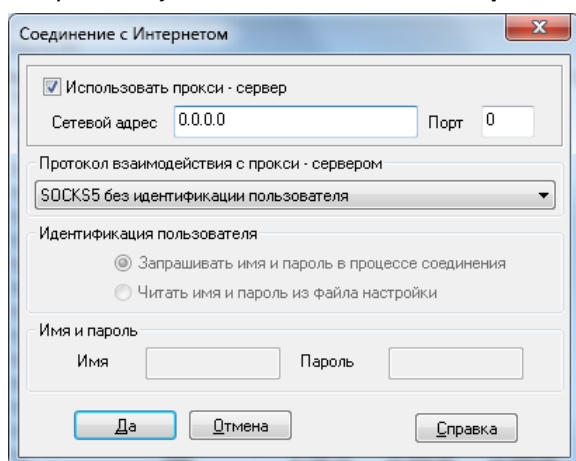 Соединение с Интернетом
Использовать прокси - сервер
Сетевой адрес 0.0.0.0 Порт 0
Протокол взаимодействия с прокси - сервером
SOCKS5 без идентификации пользователя
Идентификация пользователя
Запрашивать имя и пароль в процессе соединения
Читать имя и пароль из файла настройки
Имя и пароль
Имя Пароль
Да Отмена Справка